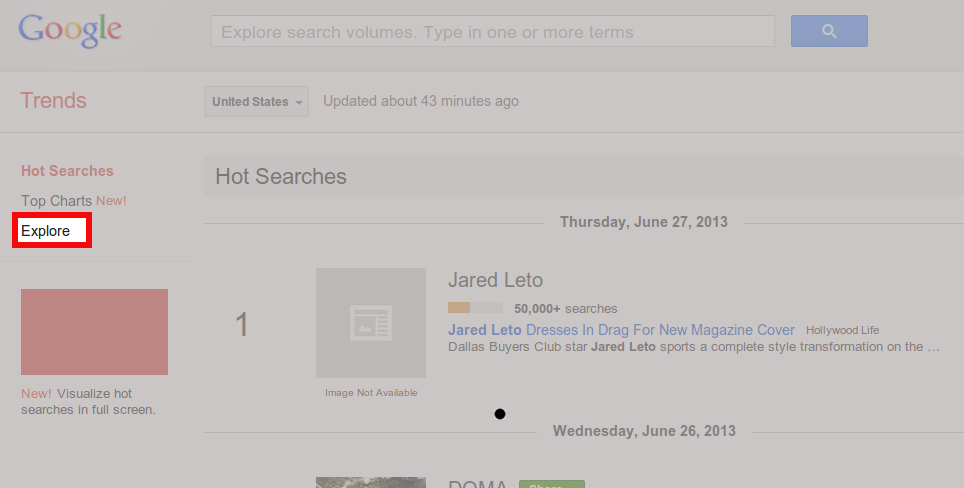 Google
Explore search volumes. Type in one or more terms
Trends
United States
Updated about 43 minutes ago
Hot Searches
Top Charts New!
Explore
New! Visualize hot
searches in full screen.
Hot Searches
Thursday, June 27, 2013
1
Jared Leto
50,000+ searches
Jared Leto Dresses In Drag For New Magazine Cover Hollywood Life
Dallas Buyers Club star Jared Leto sports a complete style transformation on the ...
Image Not Available
Wednesday, June 26, 2013
DOMA
Share